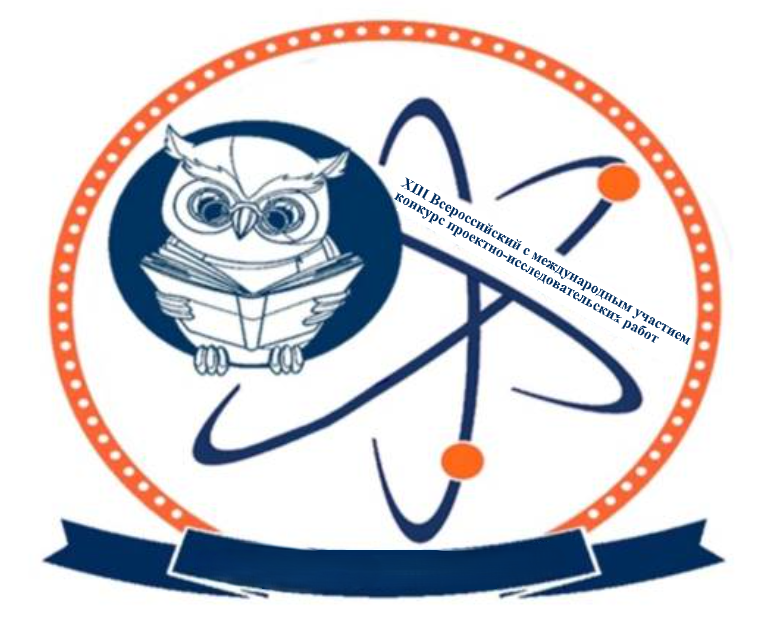 XIII Всероссийский с международным участием
конкурс проектно-исследовательских работ